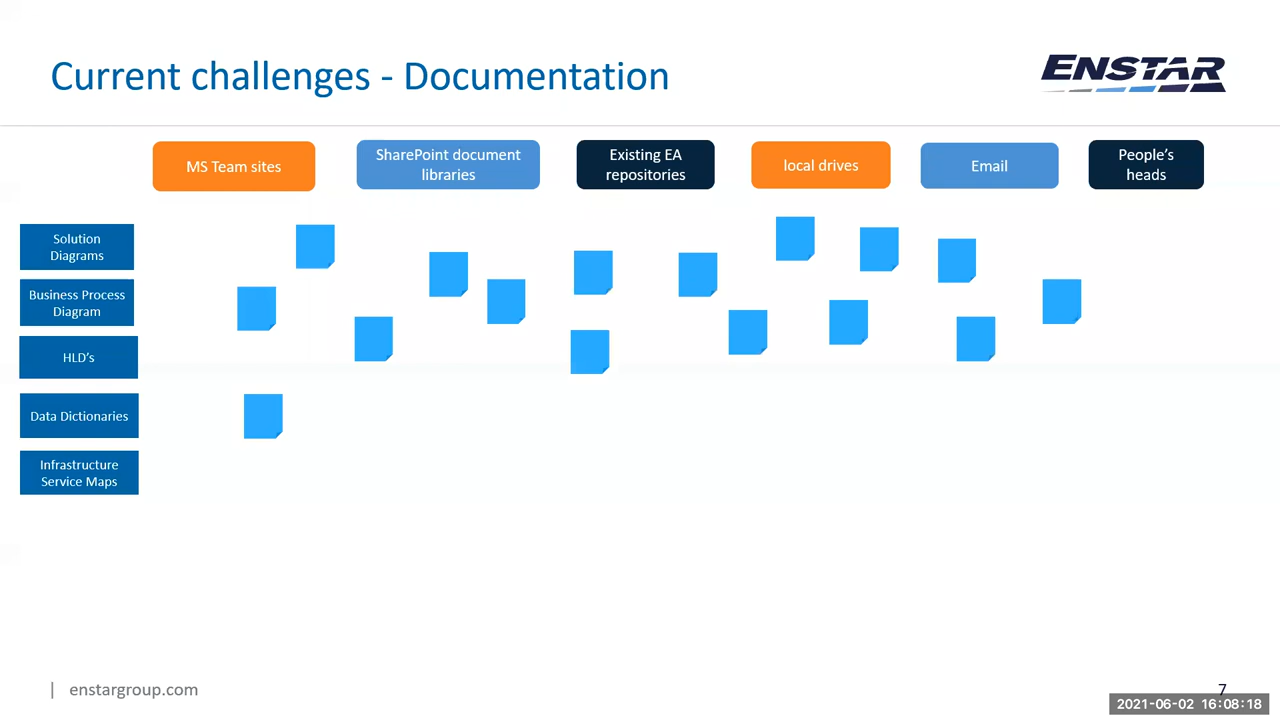 Current challenges - Documentation
ENSTAR
MS Team sites
SharePoint document
libraries
Existing EA
repositories
local drives
Email
People's
heads
Solution
Diagrams
Business Process
Diagram
HLD's
Data Dictionaries
Infrastructure
Service Maps
| enstargroup.com
7
2021-06-02 16:08:18